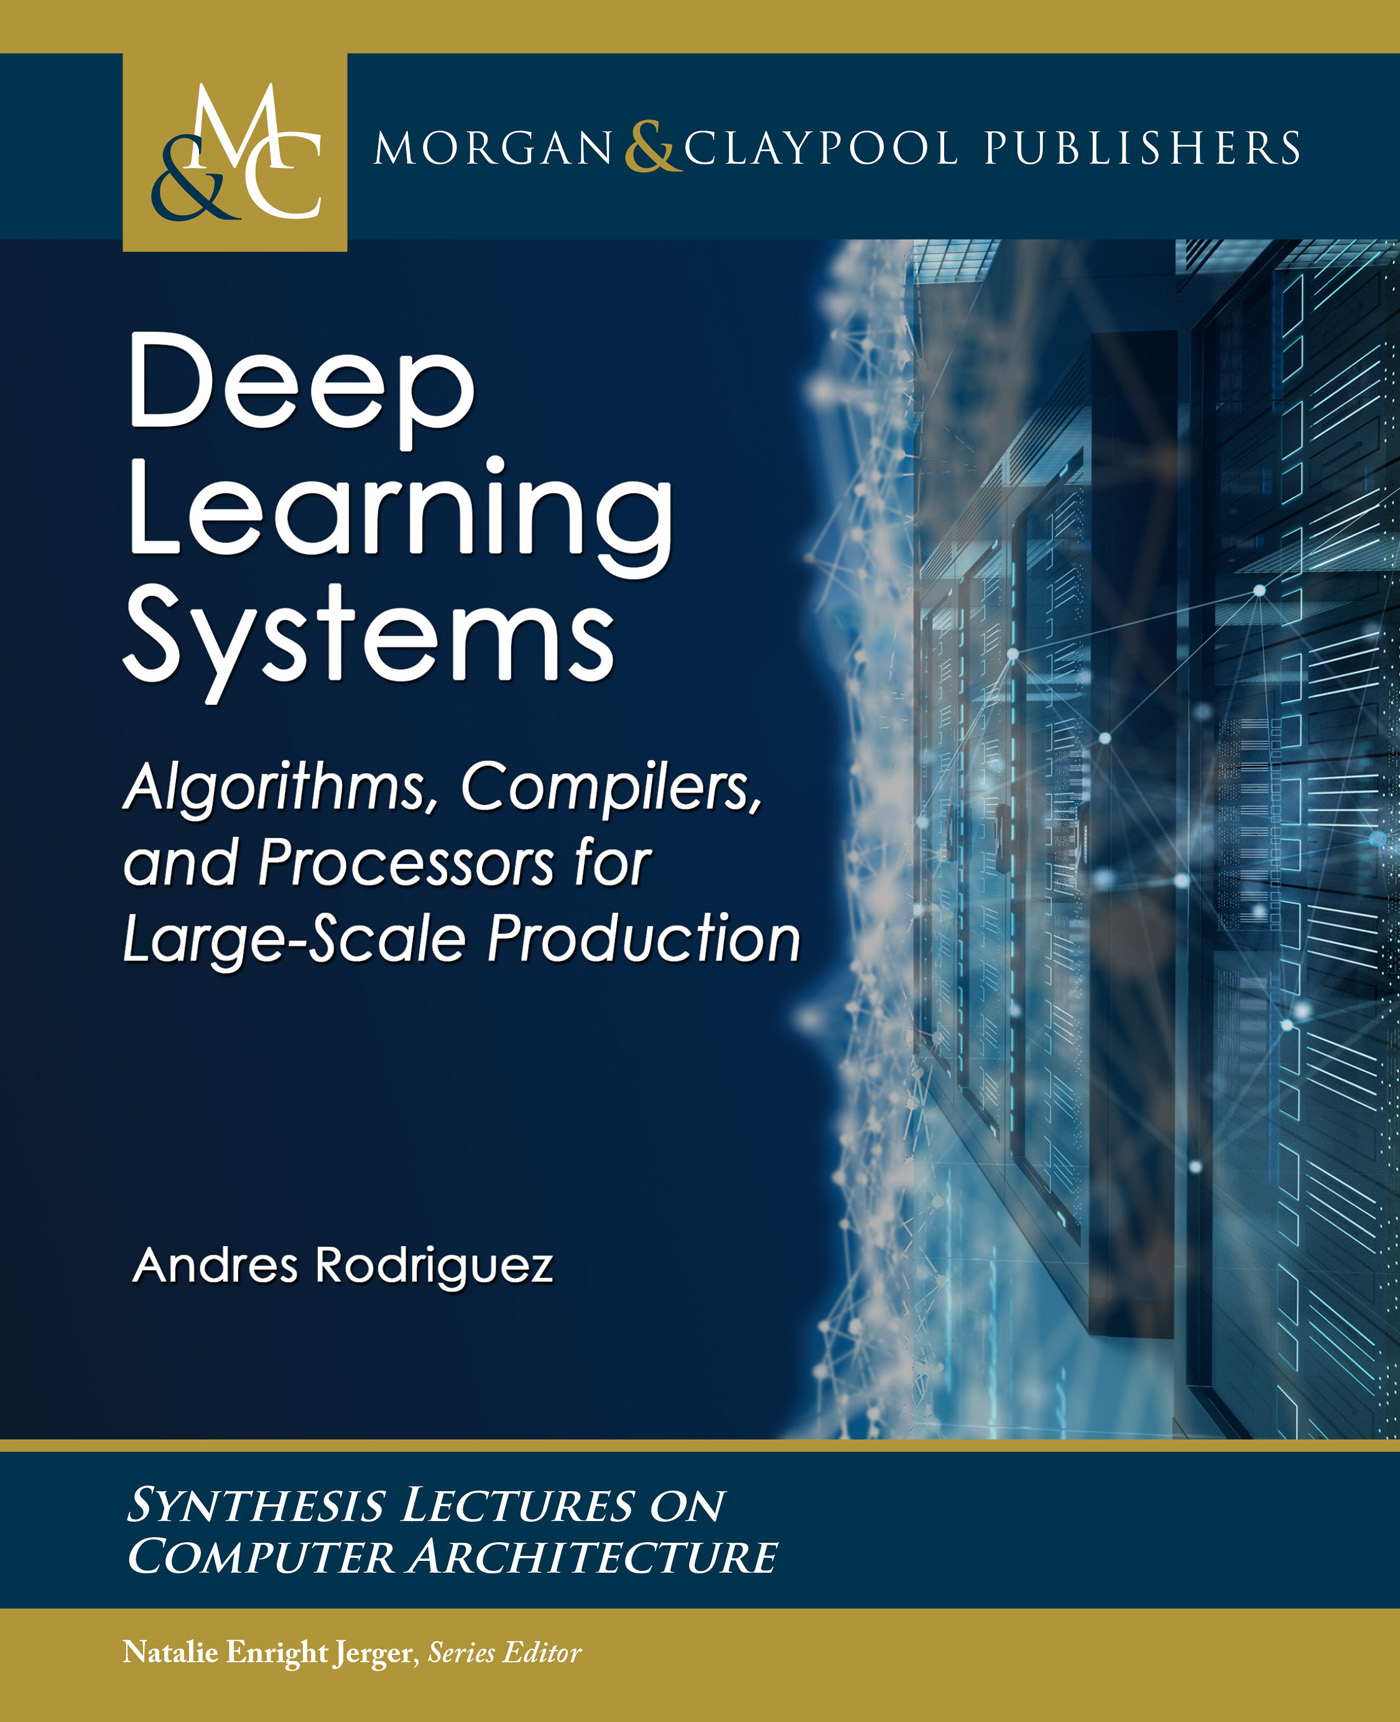 M&C
MORGAN & CLAYPOOL PUBLISHERS
Deep
Learning
Systems
Algorithms, Compilers,
and Processors for
Large-Scale Production
Andres Rodriguez
SYNTHESIS LECTURES ON
COMPUTER ARCHITECTURE
Natalie Enright Jerger, Series Editor